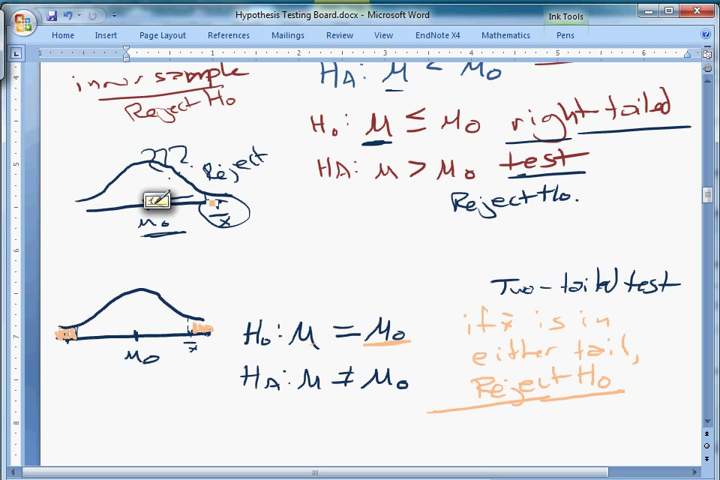 Hypothesis Testing Board.docx - Microsoft Word
Ink Tools
Home Insert Page Layout References Mailings Review View EndNote X4 Mathematics Pens
in our sample
Reject H0
HA: μ < μ0
H0: μ ≤ μ0 right tailed
HA: μ > μ0 test
Reject H0.
???. Reject
μ0 x̄
Two-tailed test
μ0 x̄
H0: μ = μ0
HA: μ ≠ μ0
if x̄ is in
either tail,
Reject H0